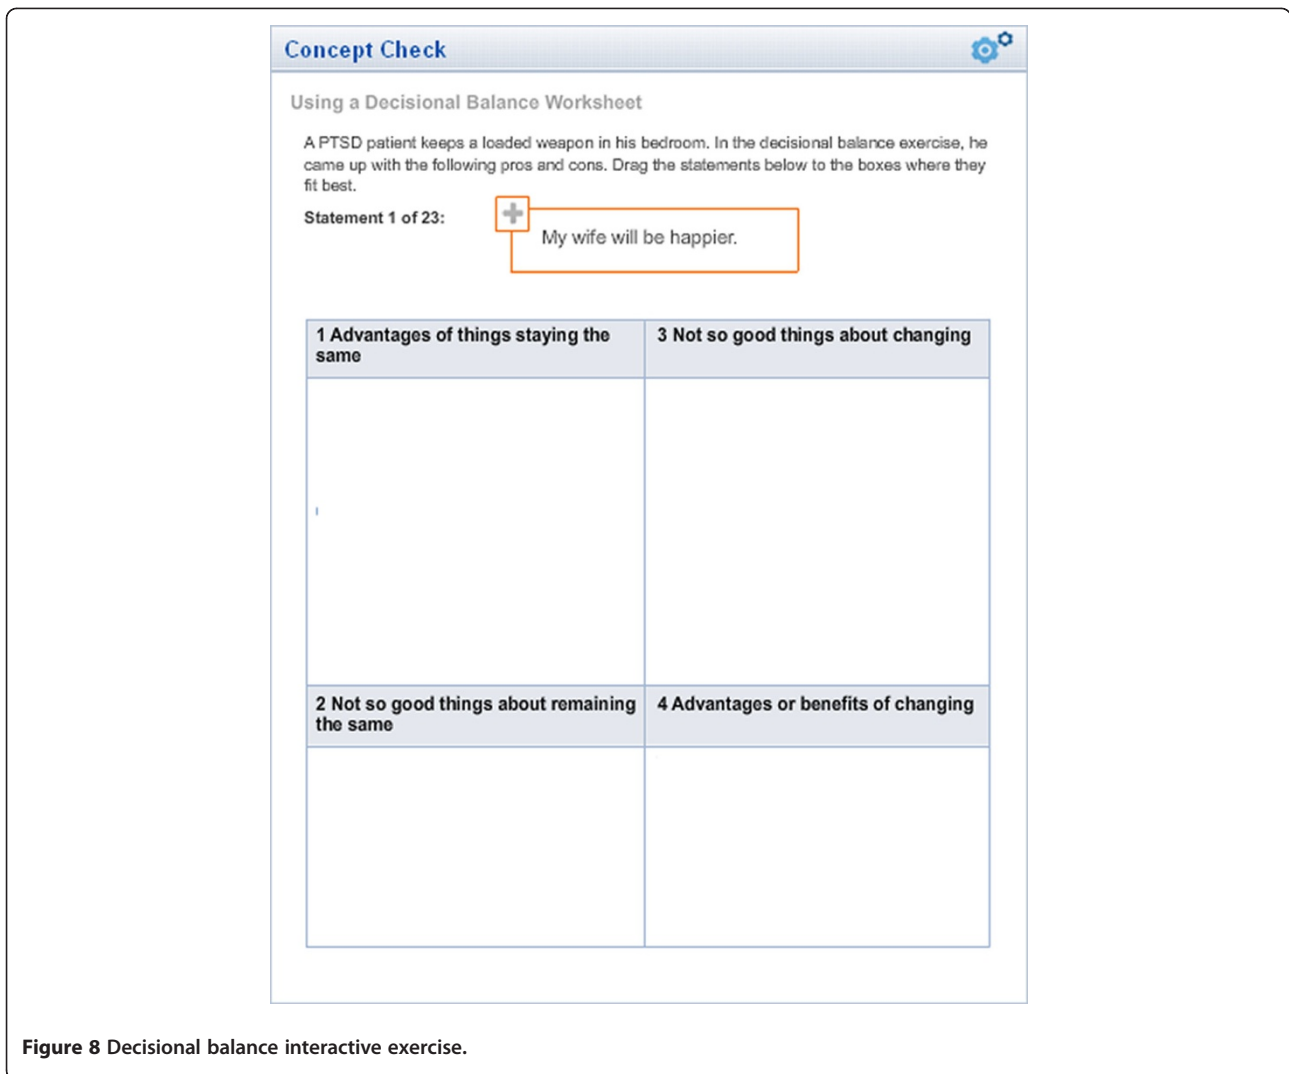 Concept Check
Using a Decisional Balance Worksheet
A PTSD patient keeps a loaded weapon in his bedroom. In the decisional balance exercise, he
came up with the following pros and cons. Drag the statements below to the boxes where they
fit best.
Statement 1 of 23:
My wife will be happier.
1 Advantages of things staying the
same
3 Not so good things about changing
2 Not so good things about remaining
the same
4 Advantages or benefits of changing
Figure 8 Decisional balance interactive exercise.